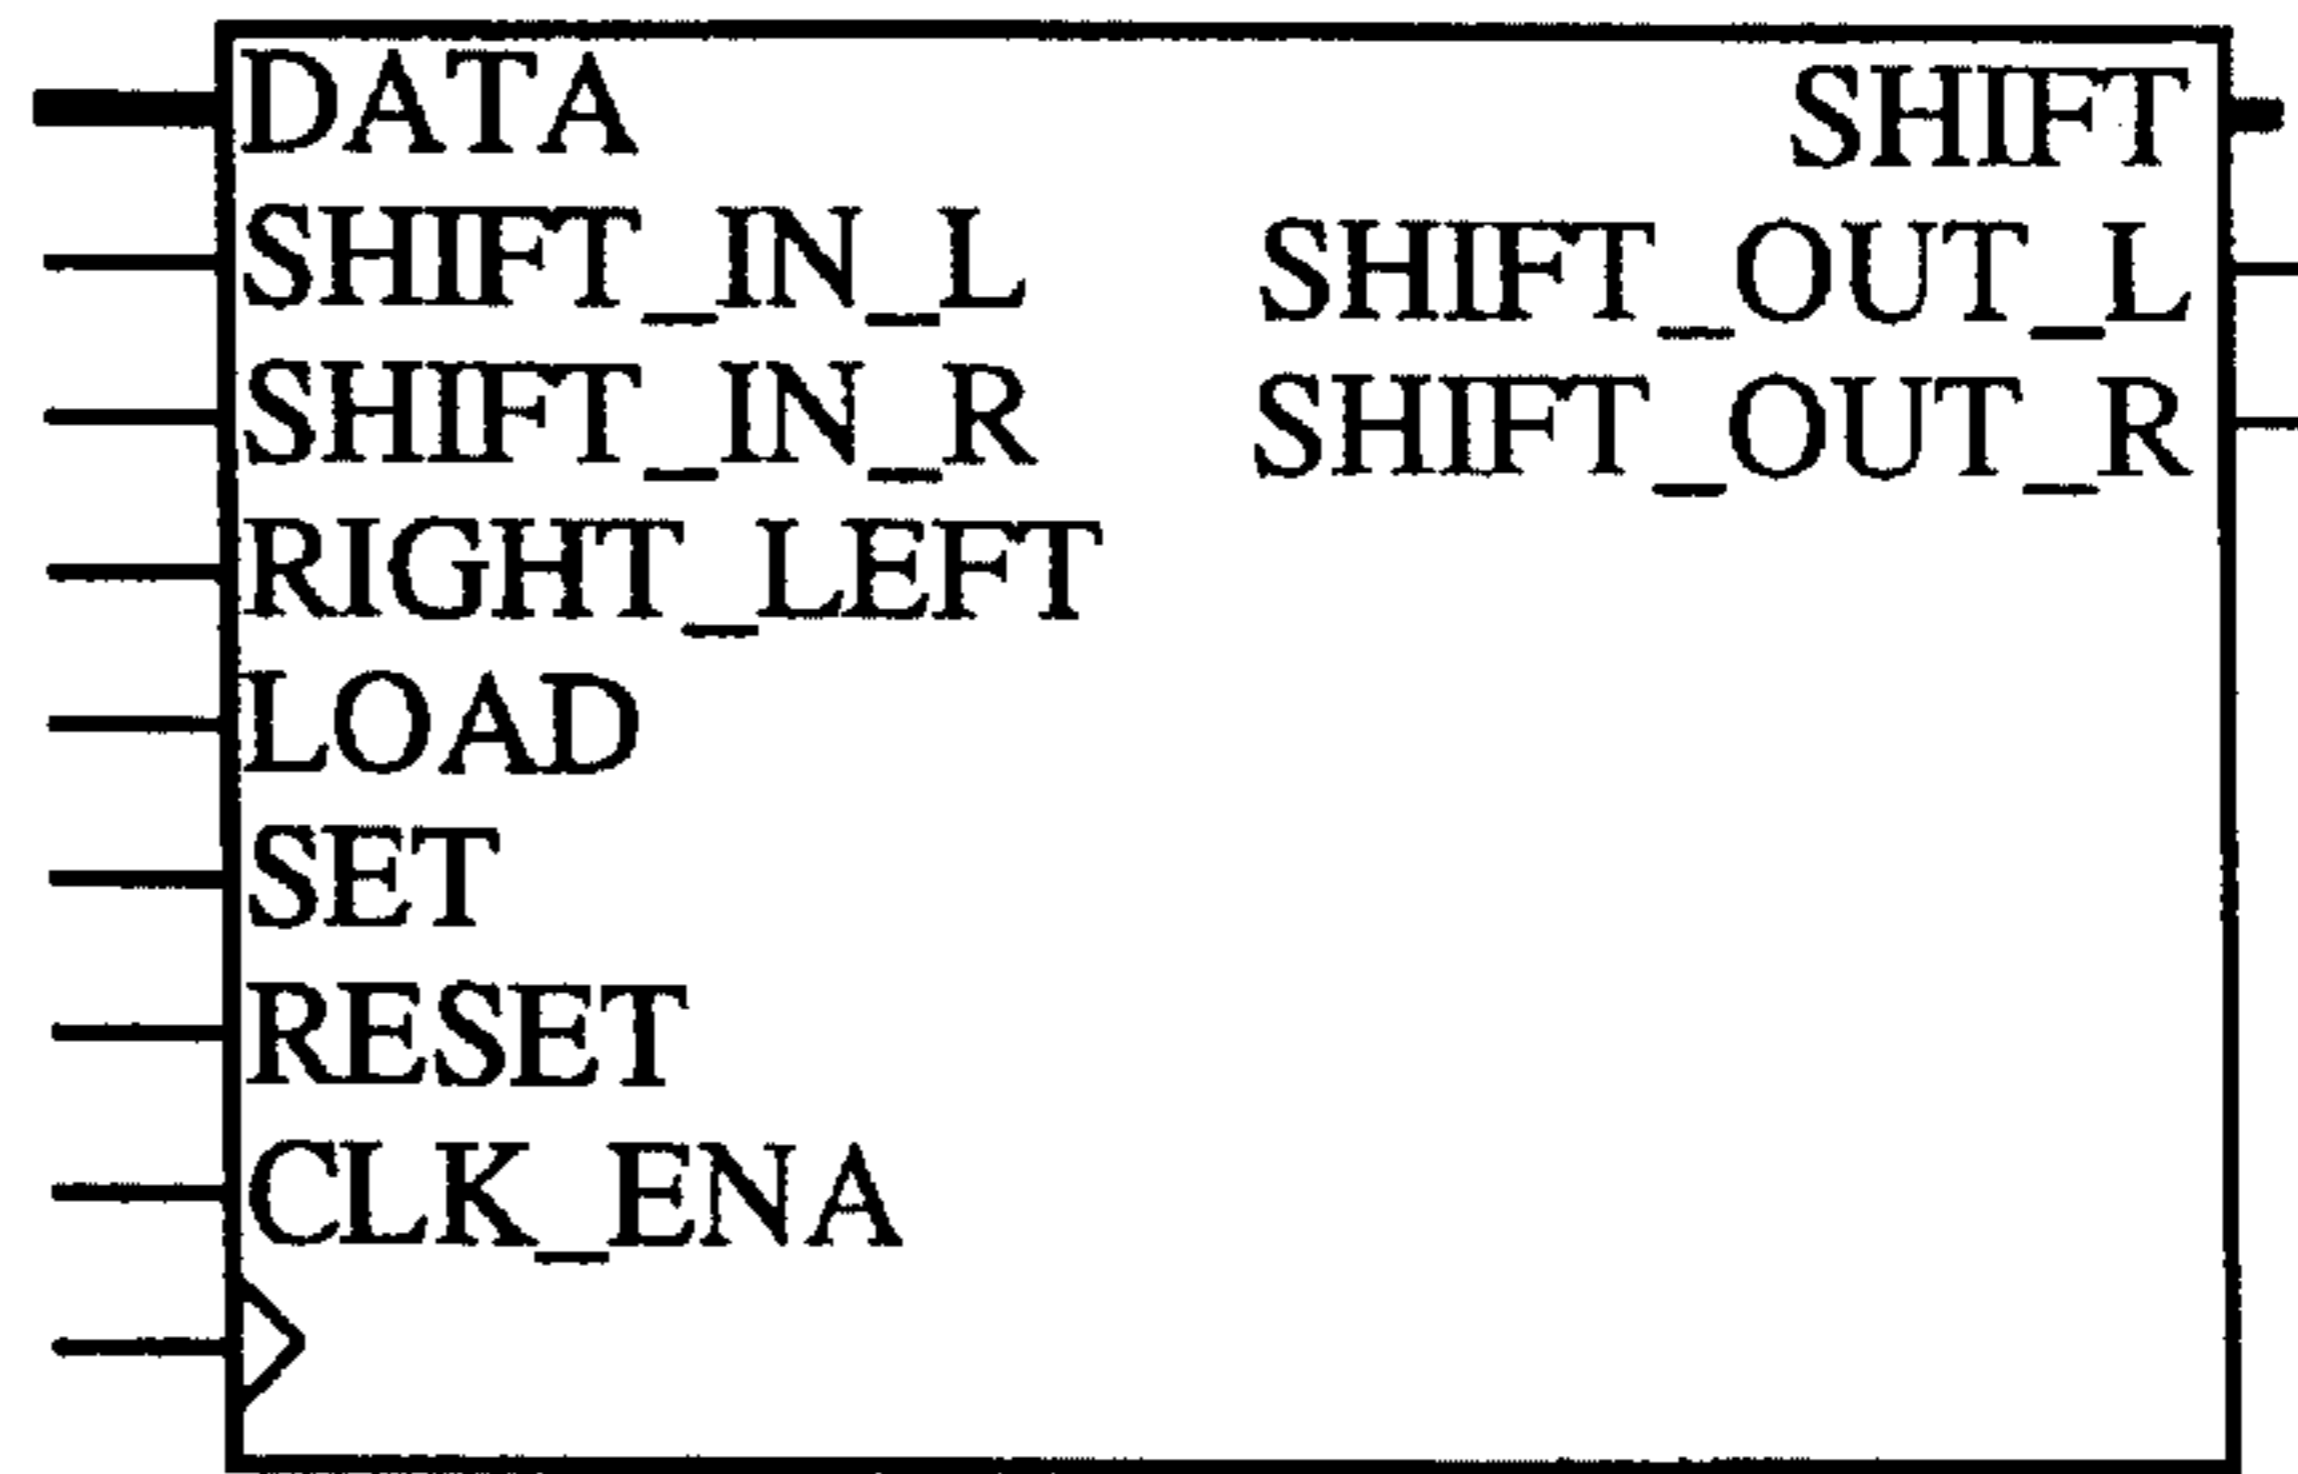 DATA
SHIFT
SHIFT_IN_L
SHIFT_OUT_L
SHIFT_IN_R
SHIFT_OUT_R
RIGHT_LEFT
LOAD
SET
RESET
CLK_ENA